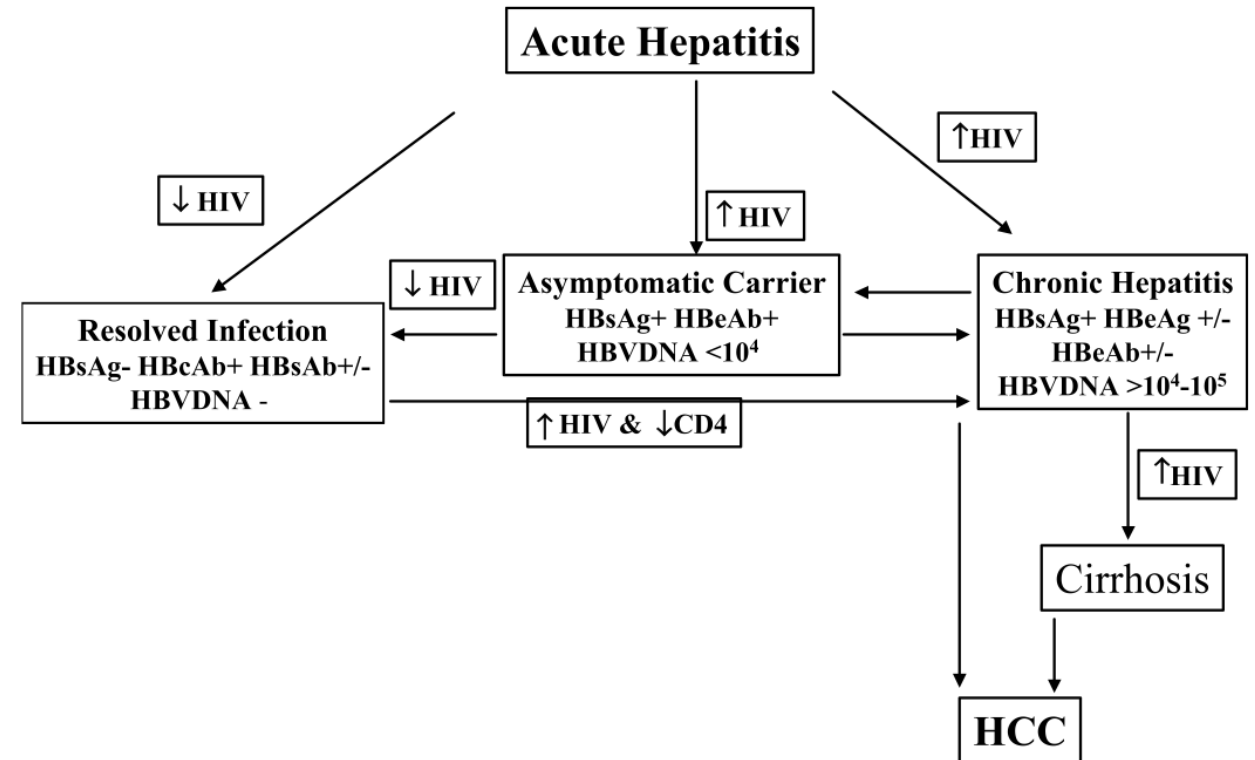 Acute Hepatitis
↑HIV
↓ HIV
↑ HIV
↓ HIV
Asymptomatic Carrier
HBsAg+ HBeAb+
HBVDNA <10⁴
Chronic Hepatitis
HBsAg+ HBeAg +/-
HBeAb+/-
HBVDNA >10⁴-10⁵
Resolved Infection
HBsAg- HBcAb+ HBsAb+/-
HBVDNA -
↑ HIV & ↓CD4
↑HIV
Cirrhosis
HCC